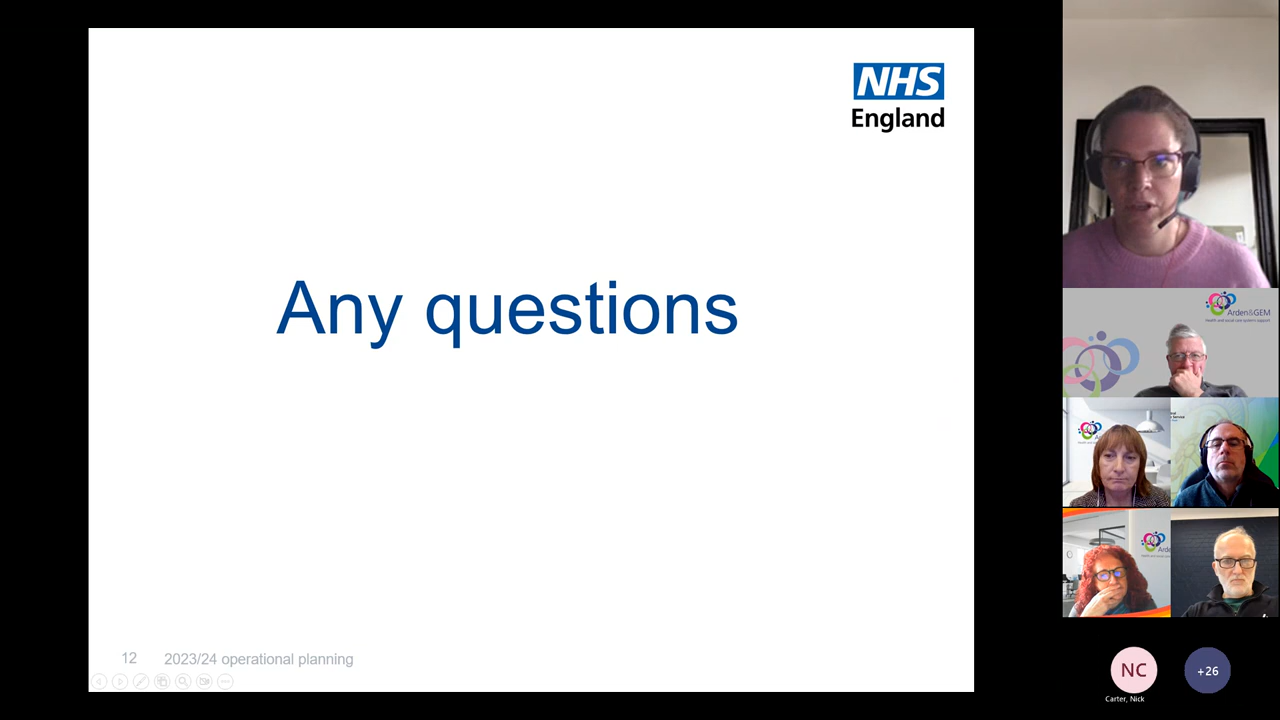 NHS
England
Any questions
12 2023/24 operational planning
Arden&GEM
Health and social care system support
NC
+26
Carter, Nick